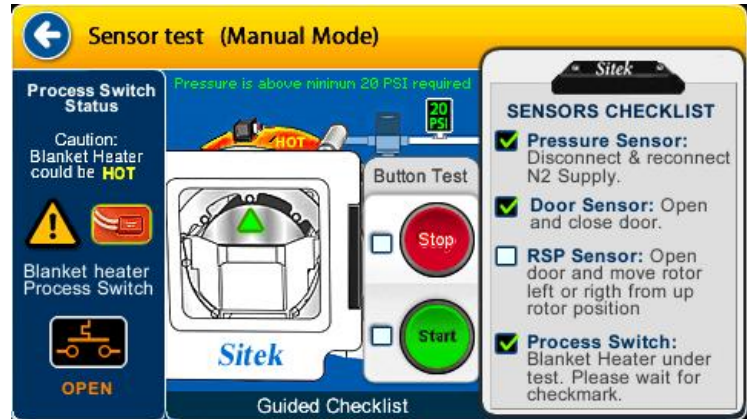 Sensor test (Manual Mode)
Process Switch
Status
Caution:
Blanket Heater
could be HOT
Blanket heater
Process Switch
OPEN
Pressure is above mininun 20 PSI required
20
PSI
HOT
Sitek
Button Test
Stop
Start
Guided Checklist
Sitek
SENSORS CHECKLIST
Pressure Sensor:
Disconnect & reconnect
N2 Supply.
Door Sensor: Open
and close door.
RSP Sensor: Open
door and move rotor
left or rigth from up
rotor position
Process Switch:
Blanket Heater under
test. Please wait for
checkmark.